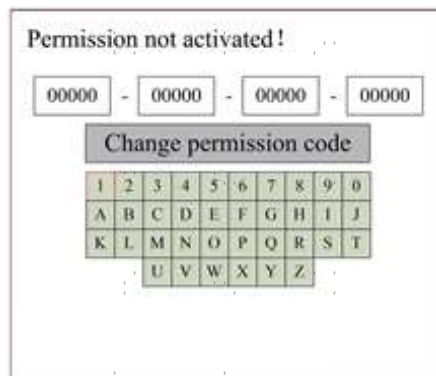 Permission not activated!
00000 - 00000 - 00000 - 00000
Change permission code
1 2 3 4 5 6 7 8 9 0
A B C D E F G H I J
K L M N O P Q R S T
U V W X Y Z